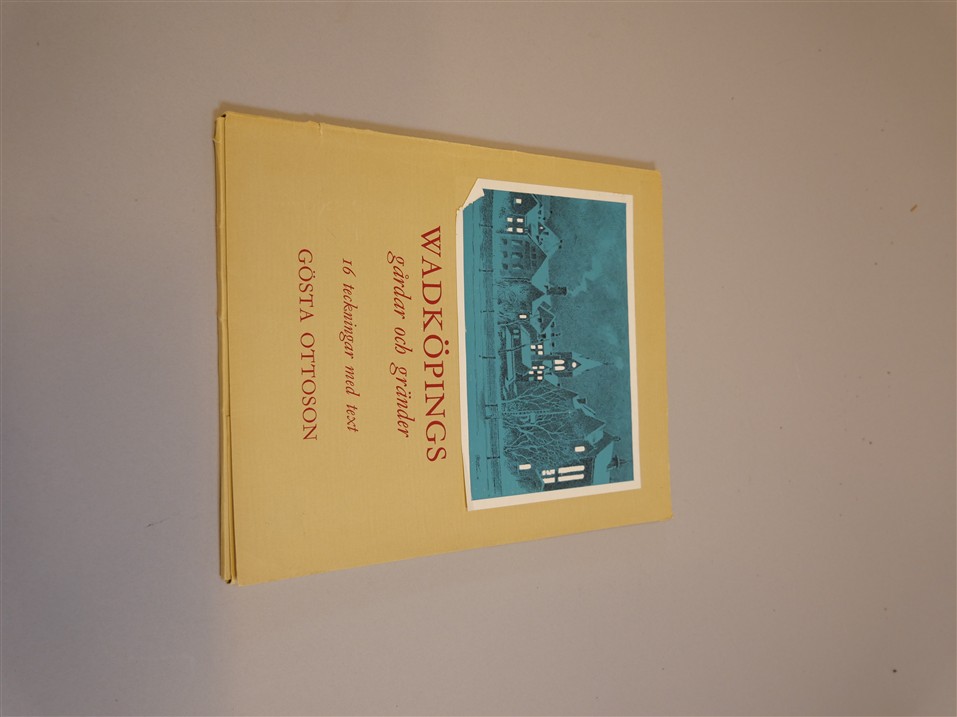 WADKÖPINGS
gårdar och gränder
16 teckningar med text
GÖSTA OTTOSON